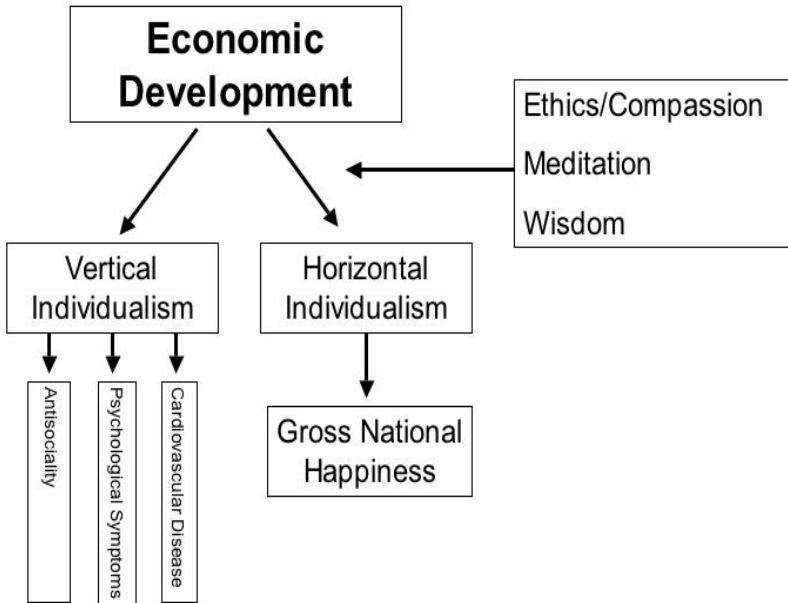 Economic
Development
Ethics/Compassion
Meditation
Wisdom
Vertical
Individualism
Horizontal
Individualism
Antisociality
Psychological Symptoms
Cardiovascular Disease
Gross National
Happiness